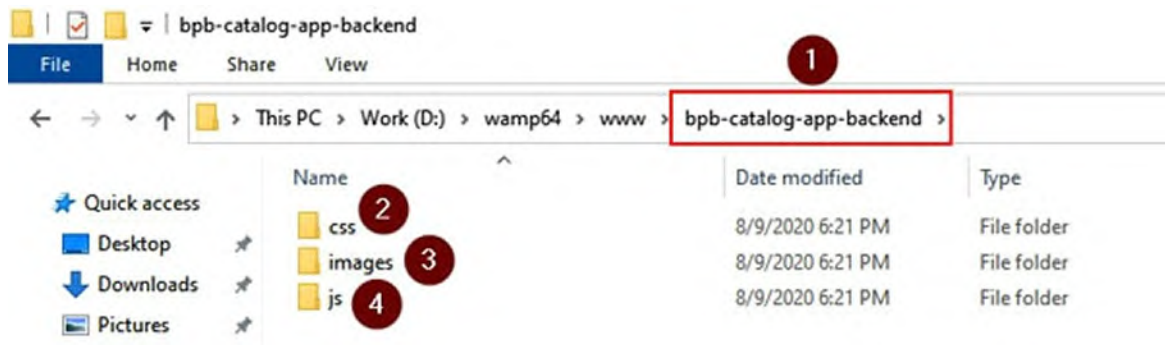 bpb-catalog-app-backend
File Home Share View
1
This PC > Work (D:) > wamp64 > www > bpb-catalog-app-backend >
Name Date modified Type
Quick access
2
css 8/9/2020 6:21 PM File folder
Desktop
images 3 8/9/2020 6:21 PM File folder
Downloads
js 4 8/9/2020 6:21 PM File folder
Pictures